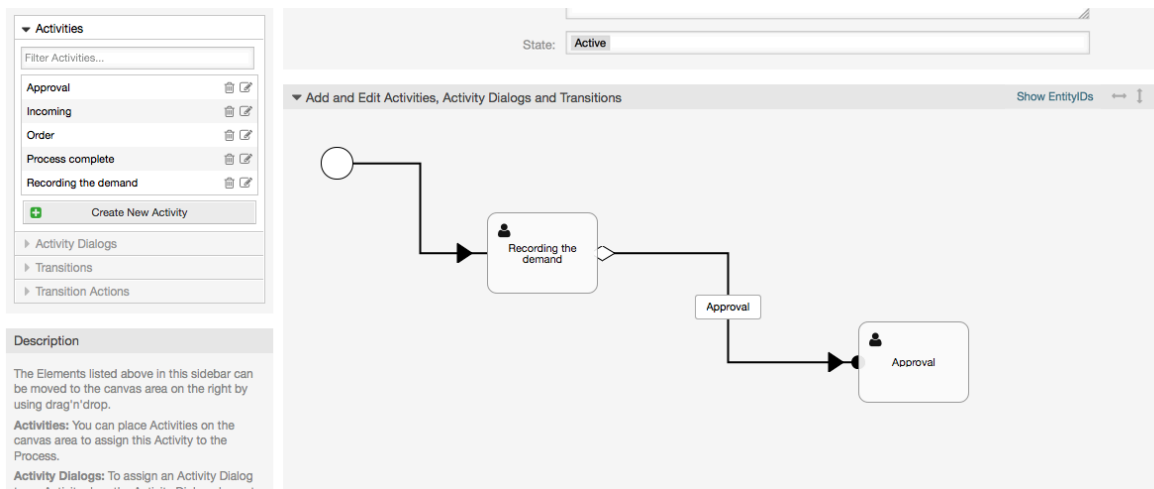 Activities
Filter Activities...
Approval
Incoming
Order
Process complete
Recording the demand
Create New Activity
Activity Dialogs
Transitions
Transition Actions
Description
The Elements listed above in this sidebar can
be moved to the canvas area on the right by
using drag'n'drop.
Activities: You can place Activities on the
canvas area to assign this Activity to the
Process.
Activity Dialogs: To assign an Activity Dialog
State: Active
Add and Edit Activities, Activity Dialogs and Transitions
Show EntityIDs
Recording the
demand
Approval
Approval